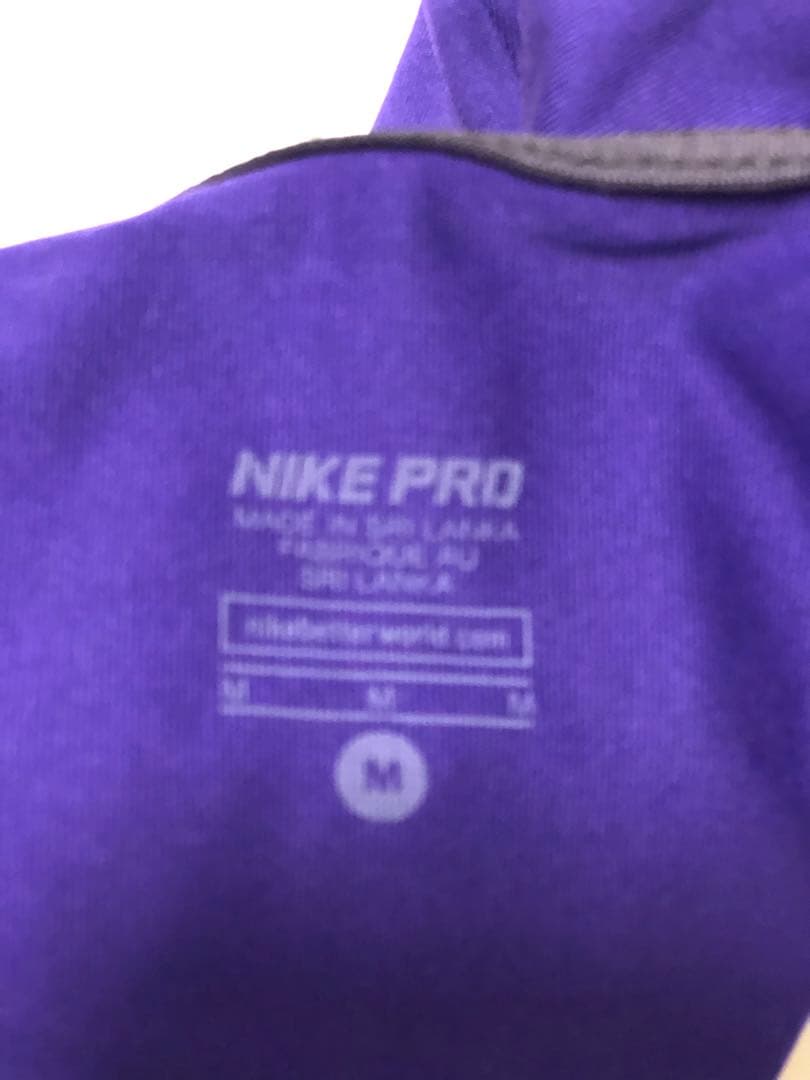 NIKE PRO
MADE IN SRI LANKA
FABRIQUE AU
SRI LANKA
nikebetterworld.com
M M M
M